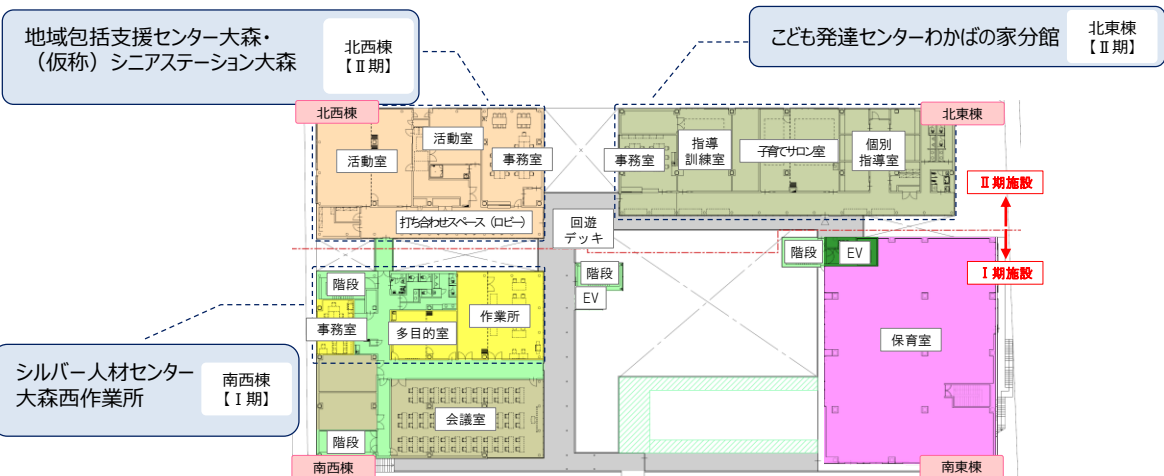 地域包括支援センター大森・
（仮称）シニアステーション大森
北西棟
【Ⅱ期】
こども発達センターわかばの家分館
北東棟
【Ⅱ期】
北西棟
北東棟
活動室
活動室
事務室
打ち合わせスペース（ロビー）
事務室
指導
訓練室
子育てサロン室
個別
指導室
Ⅱ期施設
Ⅰ期施設
回遊
デッキ
階段
EV
階段
EV
階段
事務室
多目的室
作業所
保育室
シルバー人材センター
大森西作業所
南西棟
【Ⅰ期】
会議室
階段
南西棟
南東棟